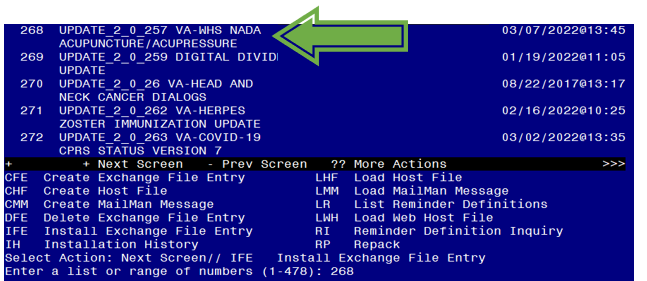 268 UPDATE_2_0_257 VA-WHS NADA 03/07/2022@13:45
ACUPUNCTURE/ACUPRESSURE
269 UPDATE_2_0_259 DIGITAL DIVID 01/19/2022@11:05
UPDATE
270 UPDATE_2_0_26 VA-HEAD AND 08/22/2017@13:17
NECK CANCER DIALOGS
271 UPDATE_2_0_262 VA-HERPES 02/16/2022@10:25
ZOSTER IMMUNIZATION UPDATE
272 UPDATE_2_0_263 VA-COVID-19 03/02/2022@13:35
CPRS STATUS VERSION 7
+ + Next Screen - Prev Screen ?? More Actions >>>
CFE Create Exchange File Entry LHF Load Host File
CHF Create Host File LMM Load MailMan Message
CMM Create MailMan Message LR List Reminder Definitions
DFE Delete Exchange File Entry LWH Load Web Host File
IFE Install Exchange File Entry RI Reminder Definition Inquiry
IH Installation History RP Repack
Select Action: Next Screen// IFE Install Exchange File Entry
Enter a list or range of numbers (1-478): 268